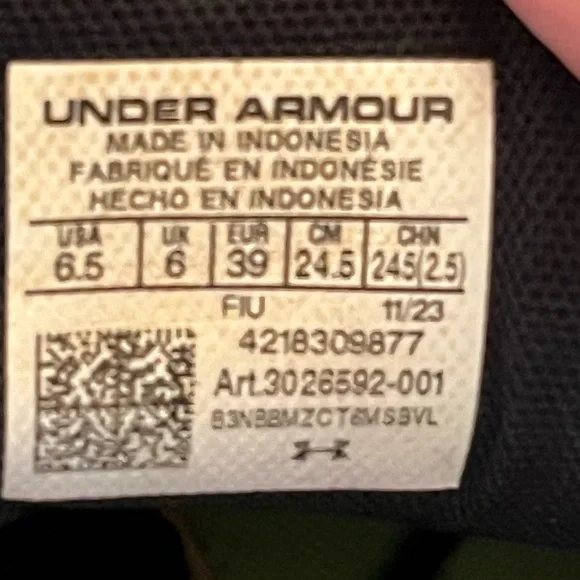 UNDER ARMOUR
MADE IN INDONESIA
FABRIQUÉ EN INDONÉSIE
HECHO EN INDONESIA
USA UK EUR CM CHN
6.5 6 39 24.5 245(2.5)
FIU 11/23
4218309877
Art.3026592-001